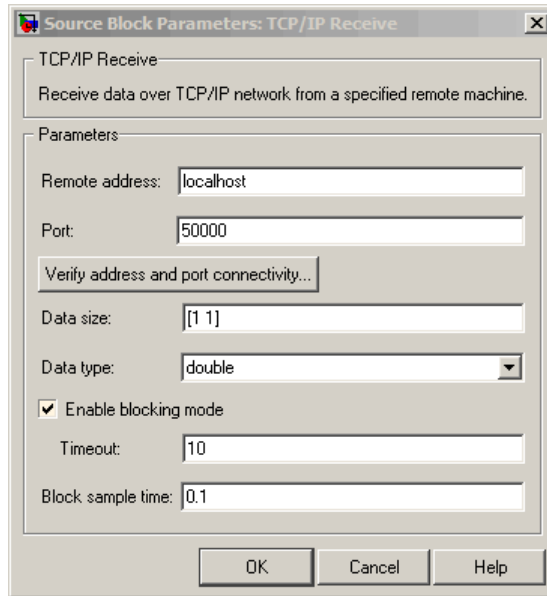 Source Block Parameters: TCP/IP Receive
TCP/IP Receive
Receive data over TCP/IP network from a specified remote machine.
Parameters
Remote address: localhost
Port: 50000
Verify address and port connectivity...
Data size: [1 1]
Data type: double
Enable blocking mode
Timeout: 10
Block sample time: 0.1
OK Cancel Help